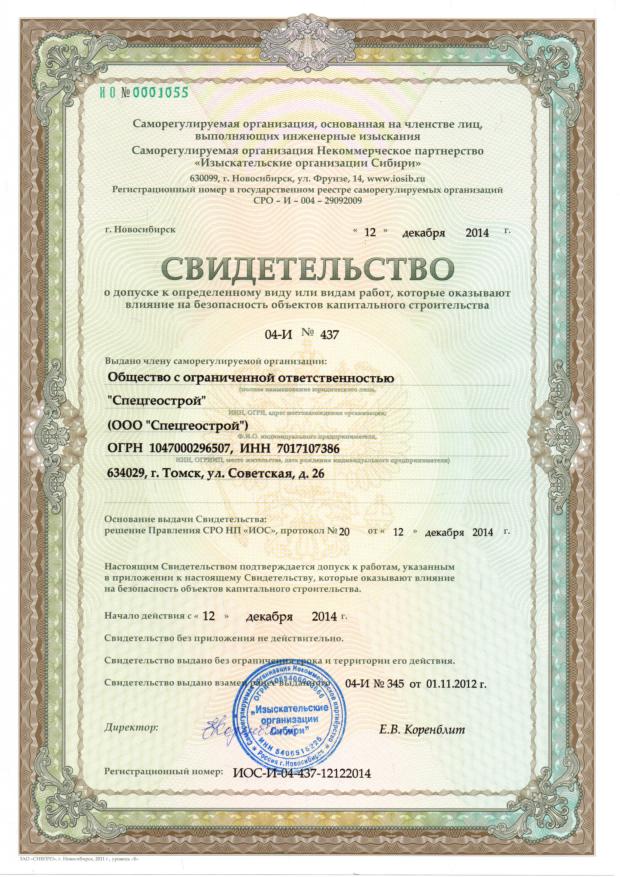 И О № 0001055
Саморегулируемая организация, основанная на членстве лиц,
выполняющих инженерные изыскания
Саморегулируемая организация Некоммерческое партнерство
«Изыскательские организации Сибири»
630099, г. Новосибирск, ул. Фрунзе, 14, www.iosib.ru
Регистрационный номер в государственном реестре саморегулируемых организаций
СРО – И – 004 – 29092009
г. Новосибирск « 12 » декабря 2014 г.
СВИДЕТЕЛЬСТВО
о допуске к определенному виду или видам работ, которые оказывают
влияние на безопасность объектов капитального строительства
04-И № 437
Выдано члену саморегулируемой организации:
Общество с ограниченной ответственностью
(полное наименование юридического лица,
"Спецгеострой"
ИНН, ОГРН, адрес местонахождения организации;
(ООО "Спецгеострой")
Ф.И.О. индивидуального предпринимателя,
ОГРН 1047000296507, ИНН 7017107386
ИНН, ОГРНИП, место жительства, дата рождения индивидуального предпринимателя)
634029, г. Томск, ул. Советская, д. 26
Основание выдачи Свидетельства:
решение Правления СРО НП «ИОС», протокол № 20 от « 12 » декабря 2014 г.
Настоящим Свидетельством подтверждается допуск к работам, указанным
в приложении к настоящему Свидетельству, которые оказывают влияние
на безопасность объектов капитального строительства.
Начало действия с « 12 » декабря 2014 г.
Свидетельство без приложения не действительно.
Свидетельство выдано без ограничения срока и территории его действия.
Свидетельство выдано взамен ранее выданного 04-И № 345 от 01.11.2012 г.
Директор: Е.В. Коренблит
"Изыскательские
организации
Сибири"
ИНН 5406516225
Россия г. Новосибирск
Регистрационный номер: ИОС-И-04-437-12122014
ЗАО «СИБПРО», г. Новосибирск, 2011 г., уровень «Б»